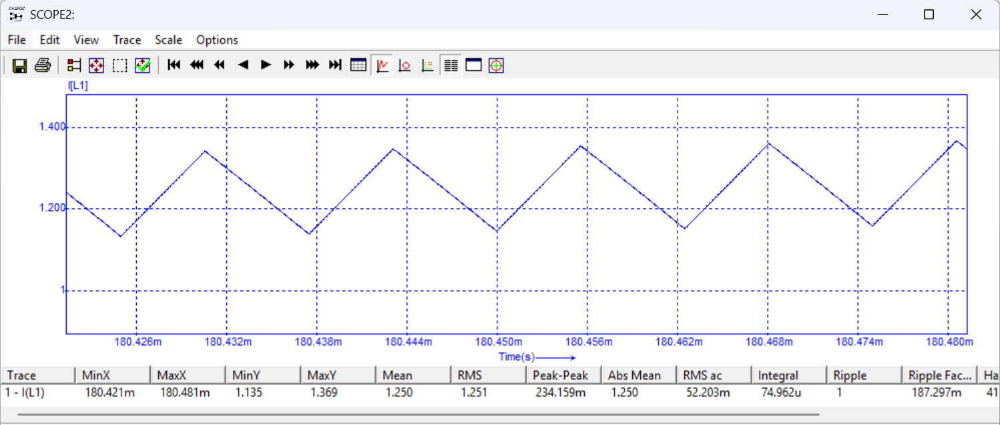 CASPOC
SCOPE2:
File Edit View Trace Scale Options
I[L1]
1.400
1.200
1
180.426m 180.432m 180.438m 180.444m 180.450m 180.456m 180.462m 180.468m 180.474m 180.480m
Time(s)
Trace MinX MaxX MinY MaxY Mean RMS Peak-Peak Abs Mean RMS ac Integral Ripple Ripple Fac... Ha
1 - I(L1) 180.421m 180.481m 1.135 1.369 1.250 1.251 234.159m 1.250 52.203m 74.962u 1 187.297m 41